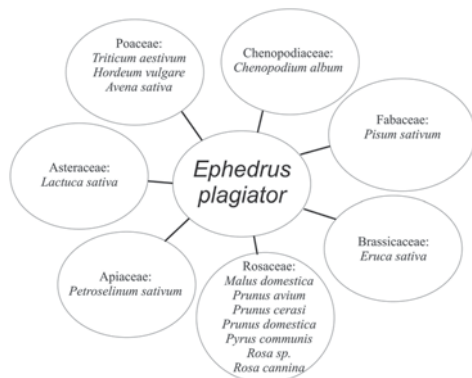 Poaceae:
Triticum aestivum
Hordeum vulgare
Avena sativa
Chenopodiaceae:
Chenopodium album
Fabaceae:
Pisum sativum
Asteraceae:
Lactuca sativa
Ephedrus
plagiator
Brassicaceae:
Eruca sativa
Apiaceae:
Petroselinum sativum
Rosaceae:
Malus domestica
Prunus avium
Prunus cerasi
Prunus domestica
Pyrus communis
Rosa sp.
Rosa cannina